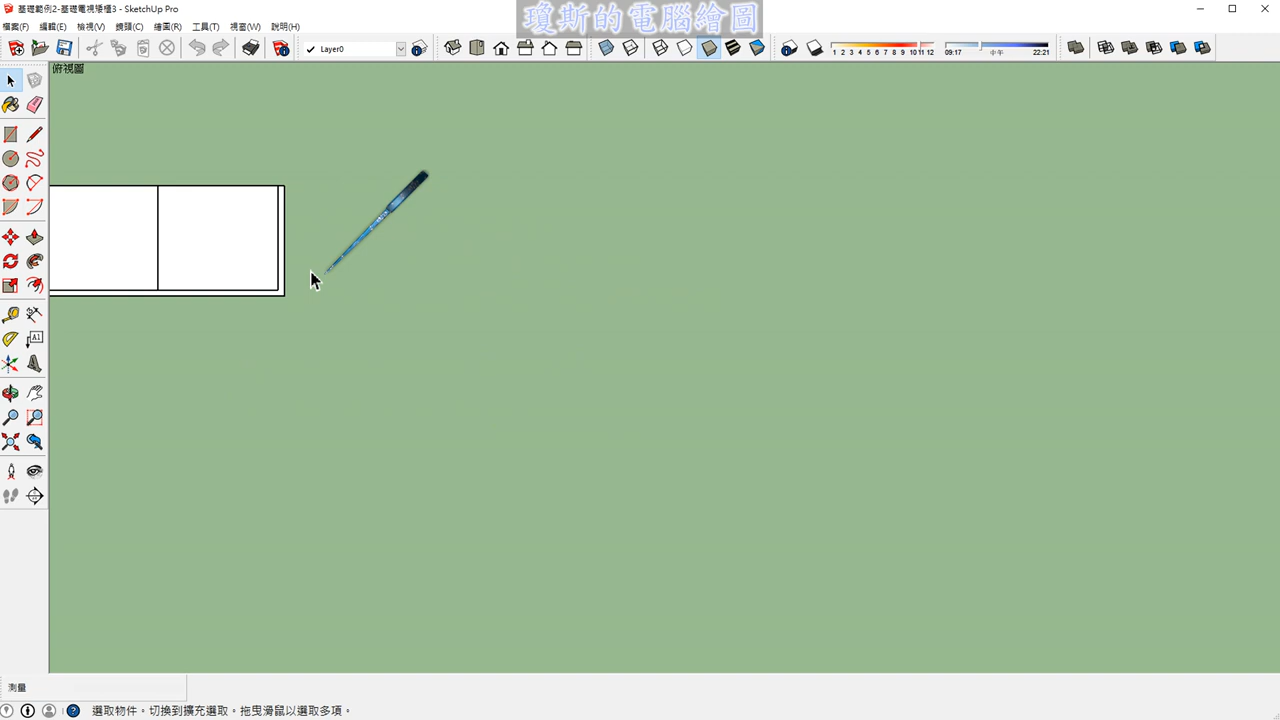 基礎範例2-基礎電視矮櫃3 - SketchUp Pro
瓊斯的電腦繪圖
檔案(F) 編輯(E) 檢視(V) 鏡頭(C) 繪圖(R) 工具(T) 視窗(W) 說明(H)
Layer0
1 2 3 4 5 6 7 8 9 10 11 12
09:17 中午 22:21
俯視圖
A1
測量
選取物件。切換到擴充選取。拖曳滑鼠以選取多項。